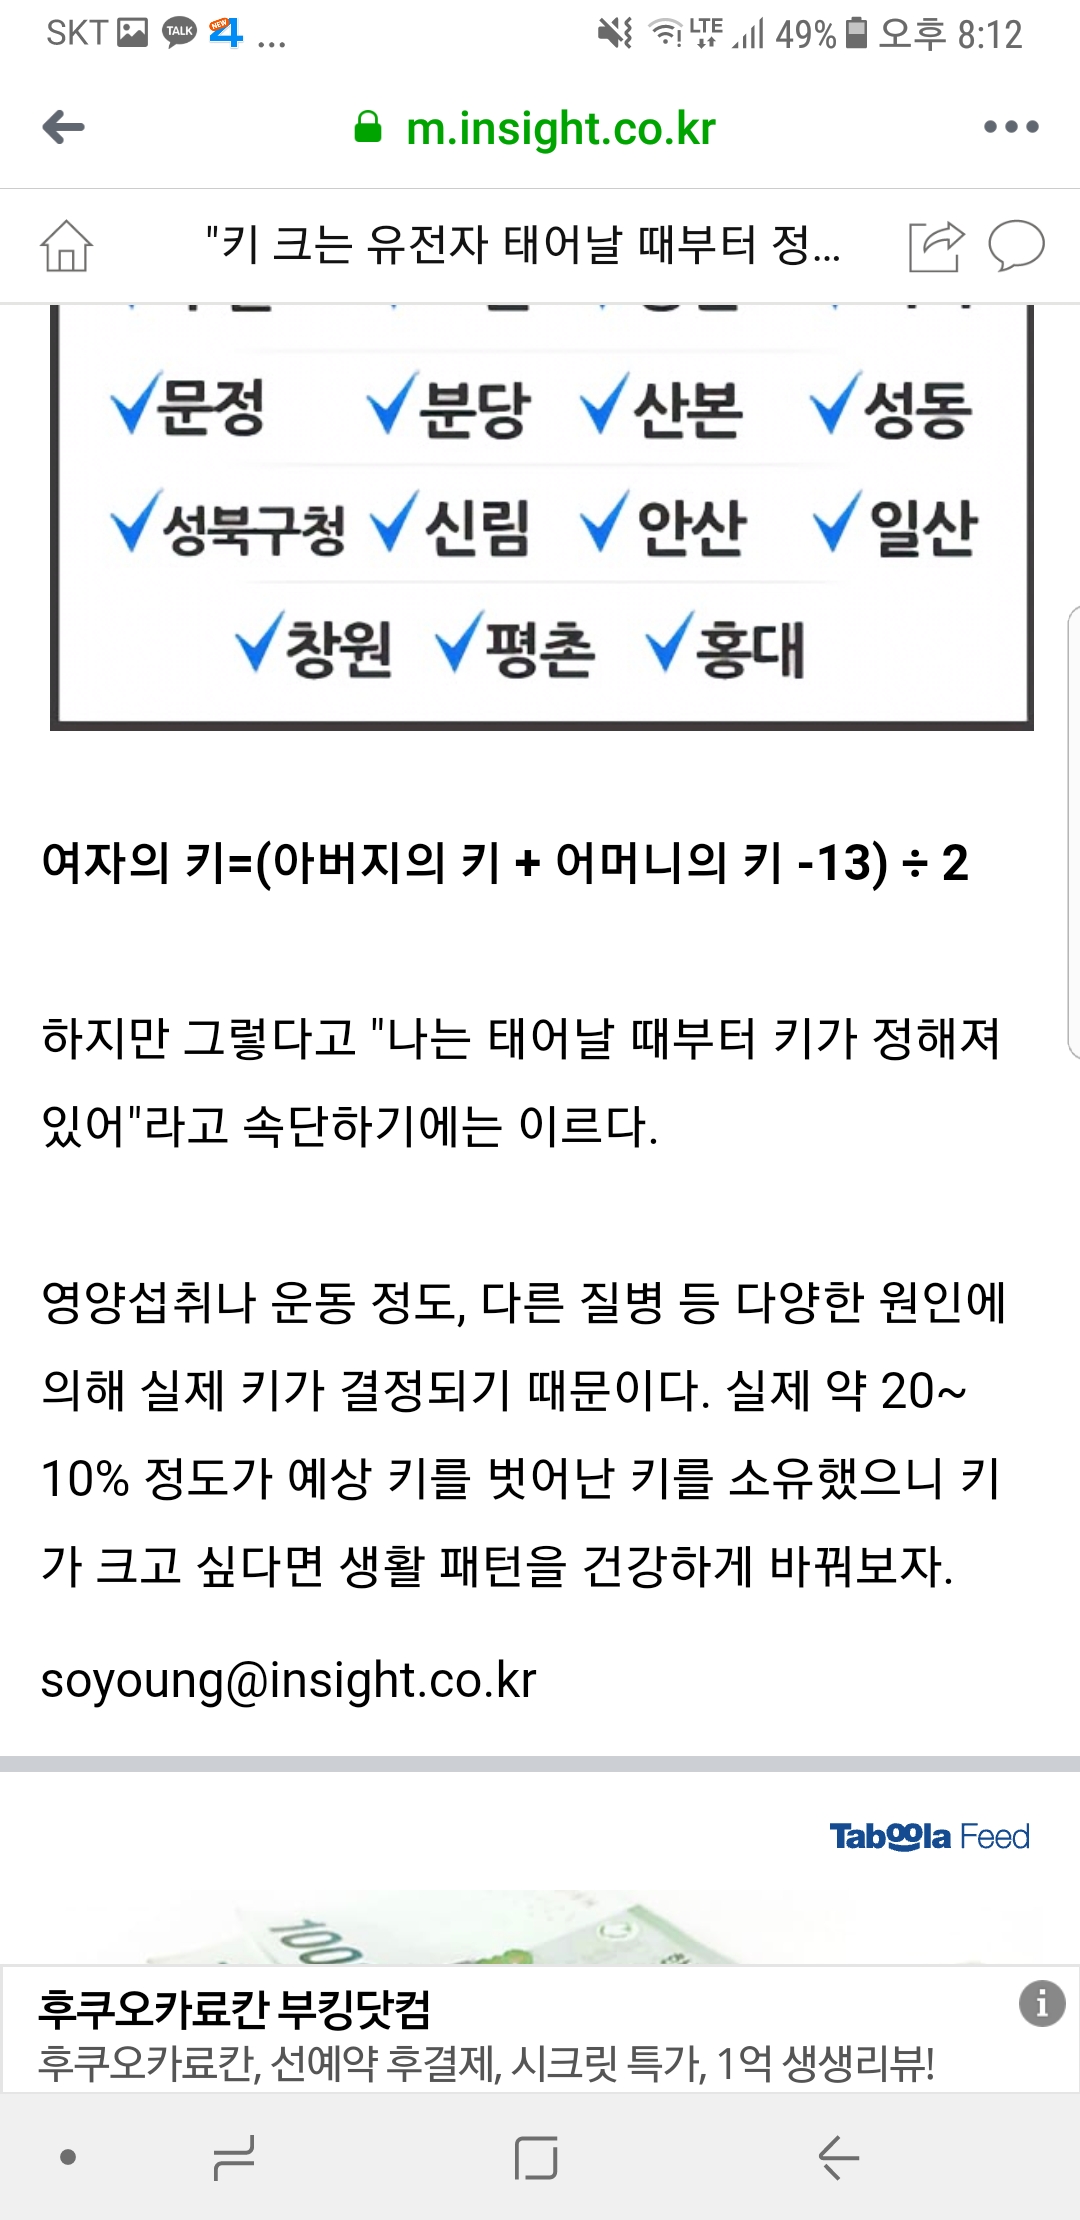 SKT TALK NEW 4 ... LTE 49% 오후 8:12
m.insight.co.kr
"키 크는 유전자 태어날 때부터 정...
문정 분당 산본 성동
성북구청 신림 안산 일산
창원 평촌 홍대
여자의 키=(아버지의 키 + 어머니의 키 -13) ÷ 2
하지만 그렇다고 "나는 태어날 때부터 키가 정해져
있어"라고 속단하기에는 이르다.
영양섭취나 운동 정도, 다른 질병 등 다양한 원인에
의해 실제 키가 결정되기 때문이다. 실제 약 20~
10% 정도가 예상 키를 벗어난 키를 소유했으니 키
가 크고 싶다면 생활 패턴을 건강하게 바꿔보자.
soyoung@insight.co.kr
Taboola Feed
100
후쿠오카료칸 부킹닷컴
후쿠오카료칸, 선예약 후결제, 시크릿 특가, 1억 생생리뷰!